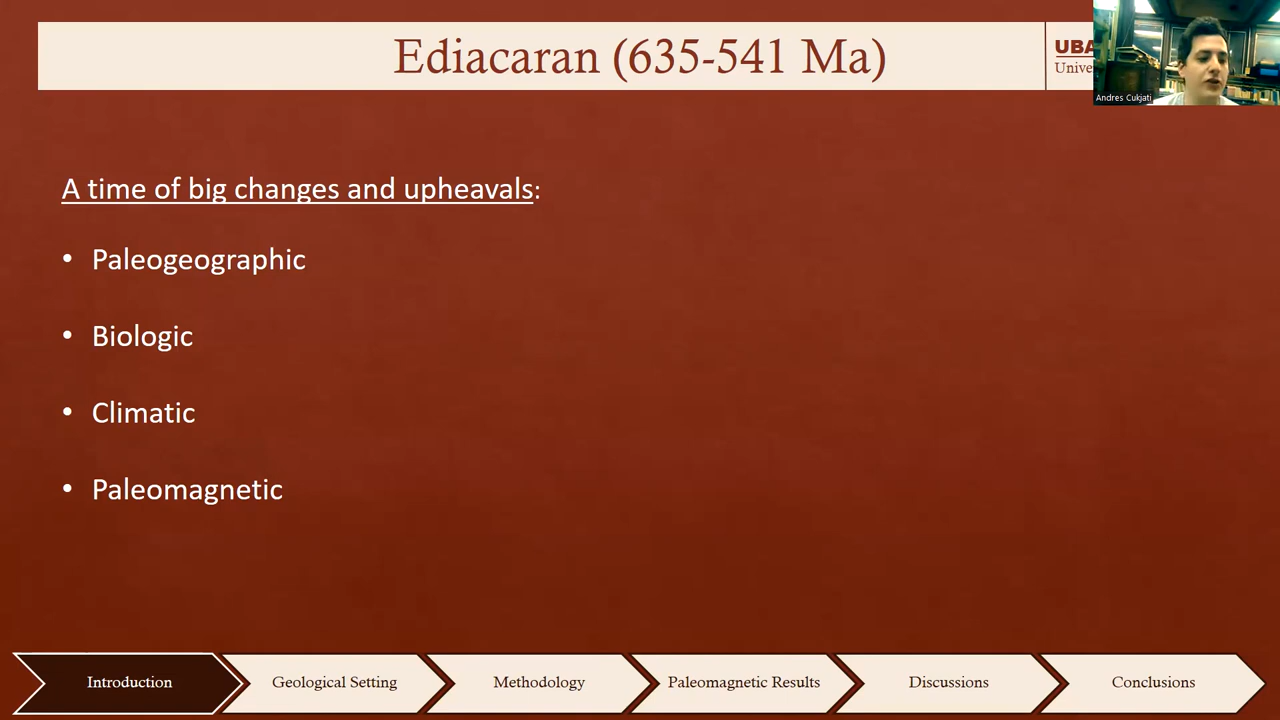 Ediacaran (635-541 Ma)
UBA
Andres Cukjati
A time of big changes and upheavals:
• Paleogeographic
• Biologic
• Climatic
• Paleomagnetic
Introduction
Geological Setting
Methodology
Paleomagnetic Results
Discussions
Conclusions